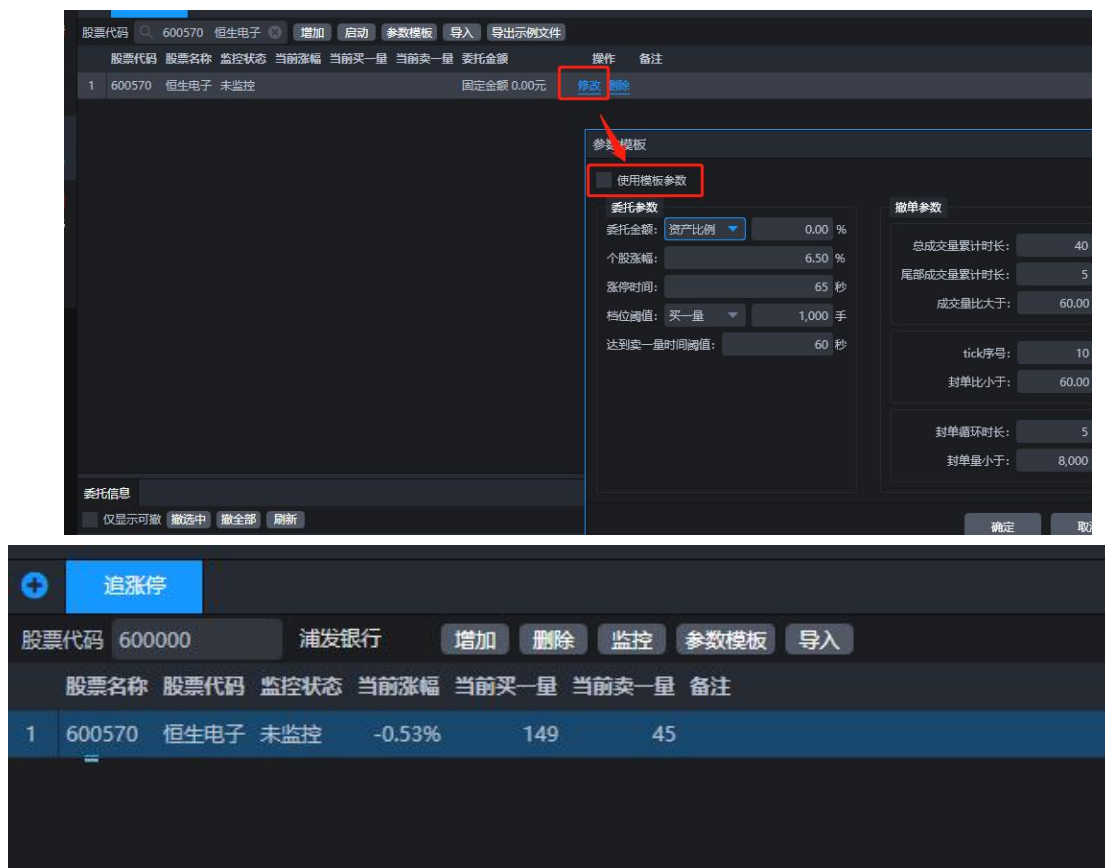 股票代码 600570 恒生电子 增加 启动 参数模板 导入 导出示例文件
股票代码 股票名称 监控状态 当前涨幅 当前买一量 当前卖一量 委托金额 操作 备注
1 600570 恒生电子 未监控 固定金额 0.00元 修改 删除
参数模板
使用模板参数
委托参数 撤单参数
委托金额: 资产比例 0.00 %
总成交量累计时长: 40
个股涨幅: 6.50 %
尾部成交量累计时长: 5
涨停时间: 65 秒
成交量比大于: 60.00
档位阈值: 买一量 1,000 手
达到卖一量时间阈值: 60 秒
tick序号: 10
封单比小于: 60.00
封单循环时长: 5
封单量小于: 8,000
委托信息
仅显示可撤 撤选中 撤全部 刷新
确定 取
追涨停
股票代码 600000 浦发银行 增加 删除 监控 参数模板 导入
股票名称 股票代码 监控状态 当前涨幅 当前买一量 当前卖一量 备注
1 600570 恒生电子 未监控 -0.53% 149 45